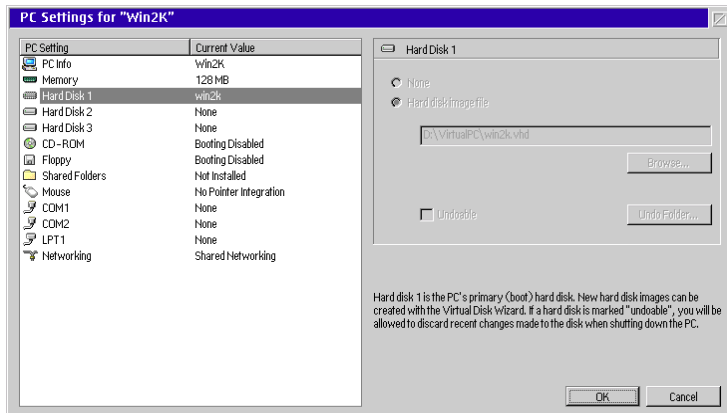 PC Settings for "Win2K"
PC Setting Current Value
PC Info Win2K
Memory 128 MB
Hard Disk 1 win2k
Hard Disk 2 None
Hard Disk 3 None
CD-ROM Booting Disabled
Floppy Booting Disabled
Shared Folders Not Installed
Mouse No Pointer Integration
COM1 None
COM2 None
LPT1 None
Networking Shared Networking
Hard Disk 1
None
Hard disk image file
D:\VirtualPC\win2k.vhd
Browse...
Undoable Undo Folder...
Hard disk 1 is the PC's primary (boot) hard disk. New hard disk images can be
created with the Virtual Disk Wizard. If a hard disk is marked "undoable", you will be
allowed to discard recent changes made to the disk when shutting down the PC.
OK Cancel